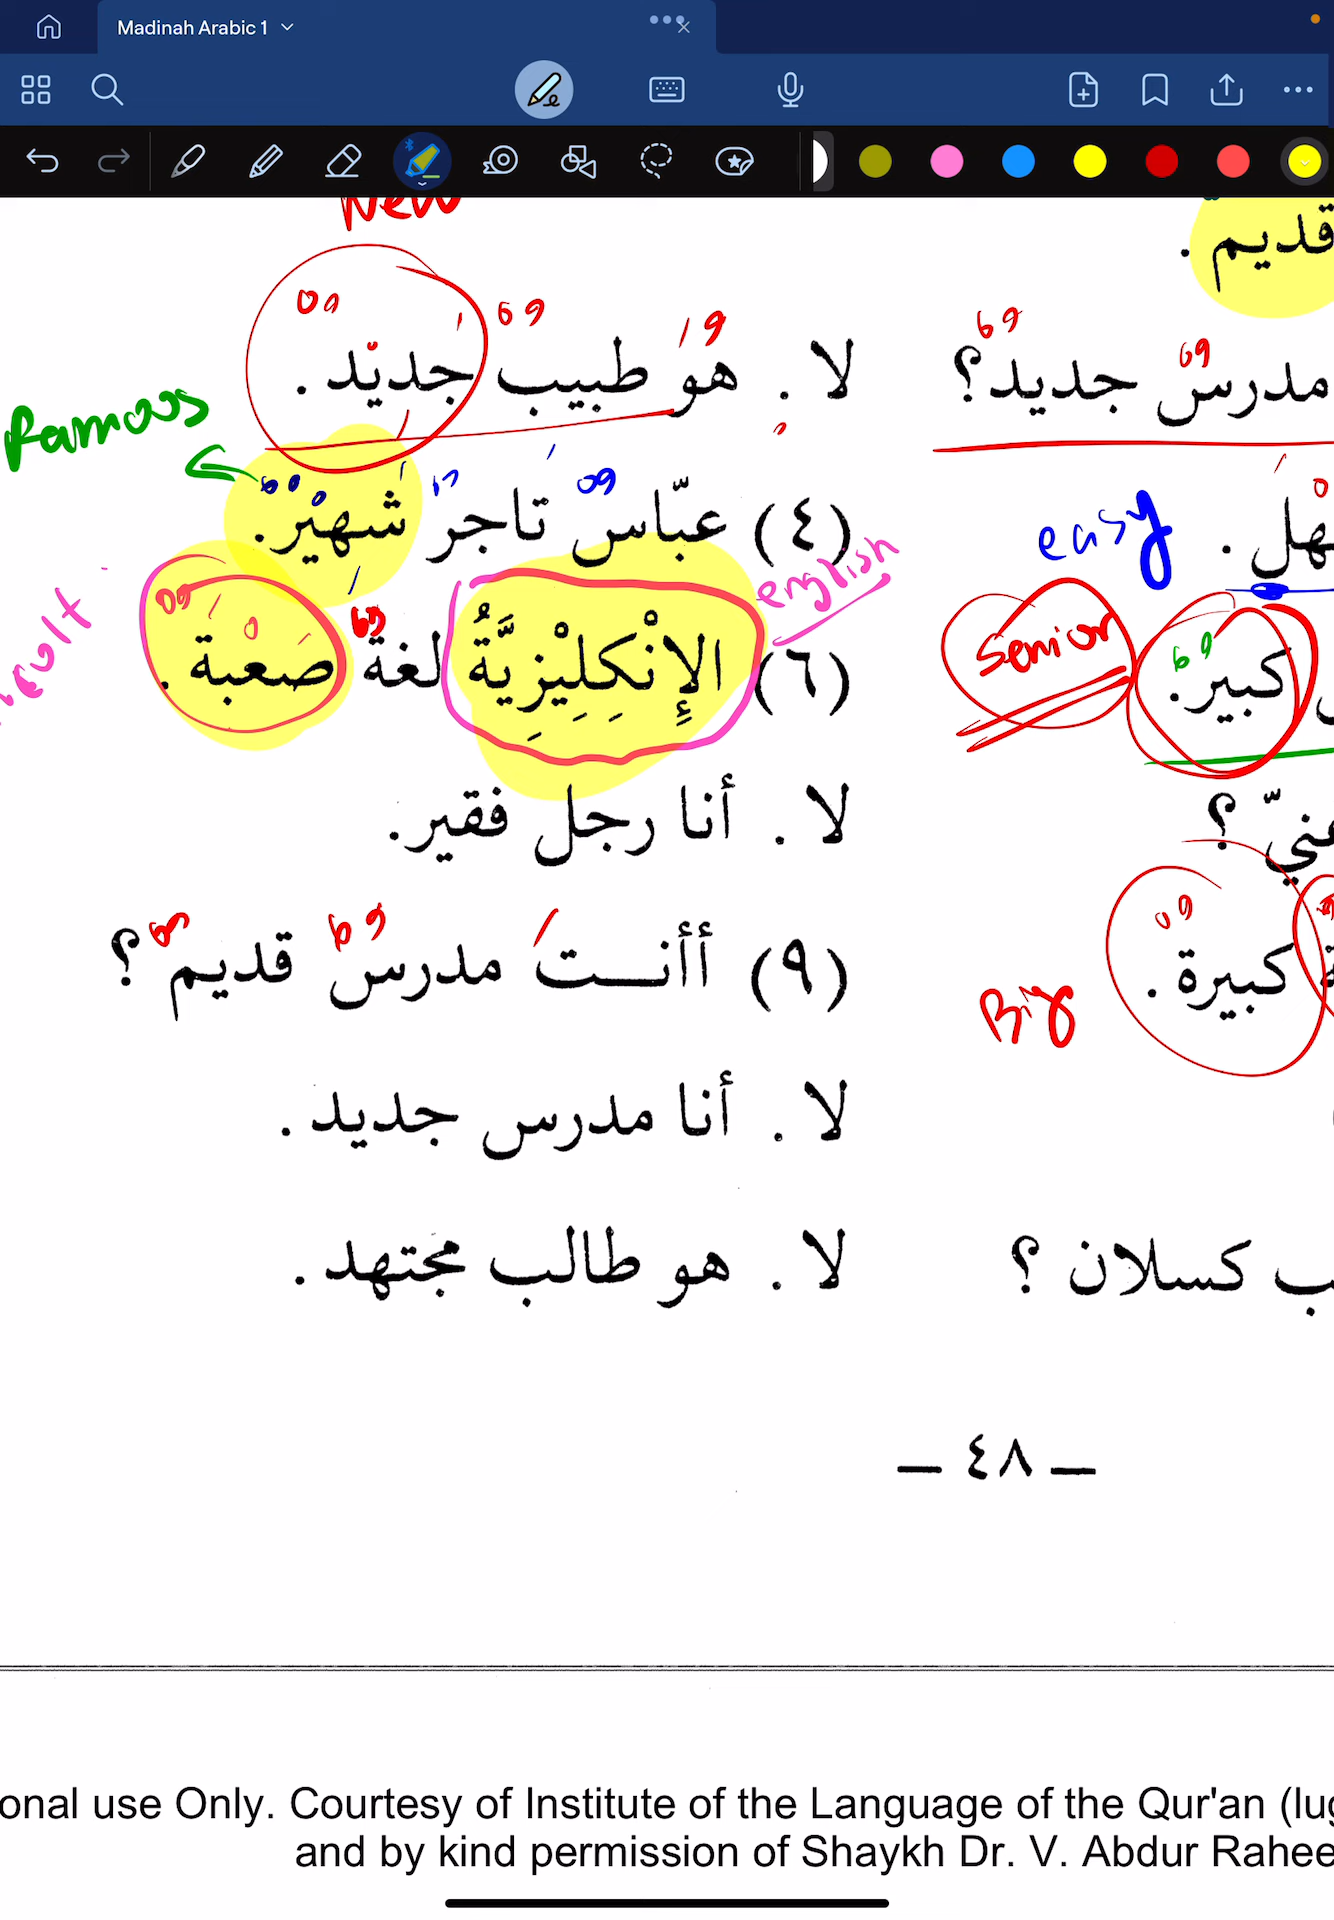 Madinah Arabic 1
New
قديم .
مدرس جديد؟
لا . هو طبيب جديد .
famous
(٤) عبّاس تاجر شهير .
easy
english
(٦) الإِنْكِلِيْزِيَّةُ لغة صعبة .
senior
كبير .
لا . أنا رجل فقير .
كبيرة .
Big
(٩) أأنت مدرس قديم ؟
لا . أنا مدرس جديد .
كسلان ؟
لا . هو طالب مجتهد .
— ٤٨ —
onal use Only. Courtesy of Institute of the Language of the Qur'an (lug
and by kind permission of Shaykh Dr. V. Abdur Rahee